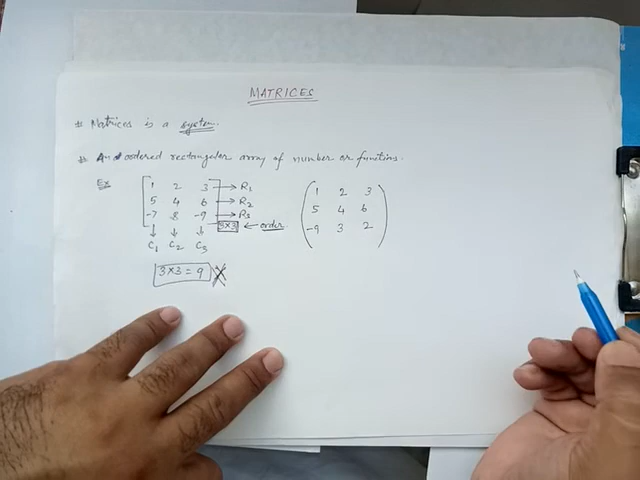 MATRICES
* Matrices is a system.
* An ordered rectangular array of number or functions.
Ex
1 2 3 → R1
5 4 6 → R2
-7 8 -9 → R3
3×3 ← order
↓ ↓ ↓
C1 C2 C3
1 2 3
5 4 6
-9 3 2
3×3 = 9 X